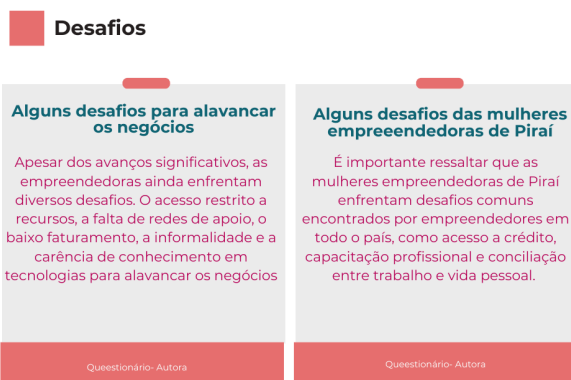 Desafios
Alguns desafios para alavancar
os negócios
Apesar dos avanços significativos, as
empreendedoras ainda enfrentam
diversos desafios. O acesso restrito a
recursos, a falta de redes de apoio, o
baixo faturamento, a informalidade e a
carência de conhecimento em
tecnologias para alavancar os negócios
Queestionário- Autora
Alguns desafios das mulheres
empreeendedoras de Piraí
É importante ressaltar que as
mulheres empreendedoras de Piraí
enfrentam desafios comuns
encontrados por empreendedores em
todo o país, como acesso a crédito,
capacitação profissional e conciliação
entre trabalho e vida pessoal.
Queestionário- Autora